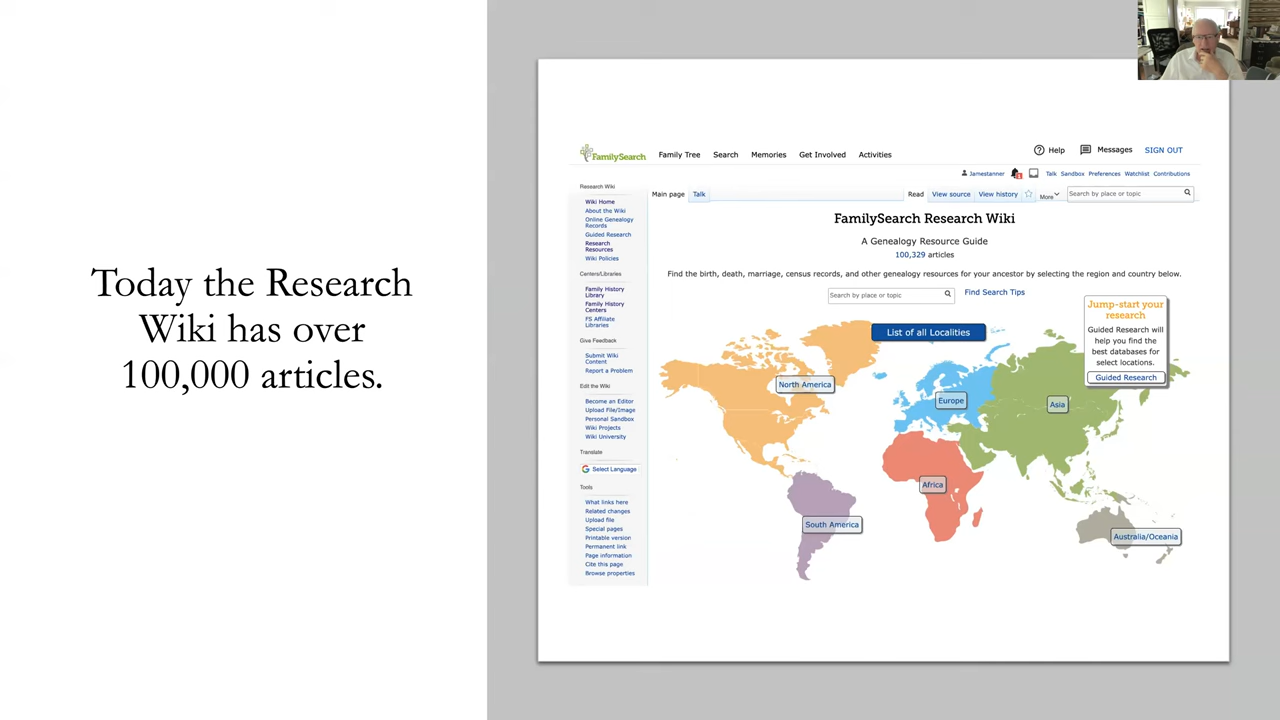 Today the Research
Wiki has over
100,000 articles.
FamilySearch
Family Tree
Search
Memories
Get Involved
Activities
Help
Messages
SIGN OUT
Jamestanner
Talk
Sandbox
Preferences
Watchlist
Contributions
Research Wiki
Wiki Home
About the Wiki
Online Genealogy
Records
Guided Research
Research
Resources
Wiki Policies
Centers/Libraries
Family History
Library
Family History
Centers
FS Affiliate
Libraries
Give Feedback
Submit Wiki
Content
Report a Problem
Edit the Wiki
Become an Editor
Upload File/Image
Personal Sandbox
Wiki Projects
Wiki University
Translate
G Select Language
Tools
What links here
Related changes
Upload file
Special pages
Printable version
Permanent link
Page information
Cite this page
Browse properties
Main page
Talk
Read
View source
View history
More
Search by place or topic
FamilySearch Research Wiki
A Genealogy Resource Guide
100,329 articles
Find the birth, death, marriage, census records, and other genealogy resources for your ancestor by selecting the region and country below.
Search by place or topic
Find Search Tips
List of all Localities
Jump-start your
research
Guided Research will
help you find the
best databases for
select locations.
Guided Research
North America
Europe
Asia
Africa
South America
Australia/Oceania